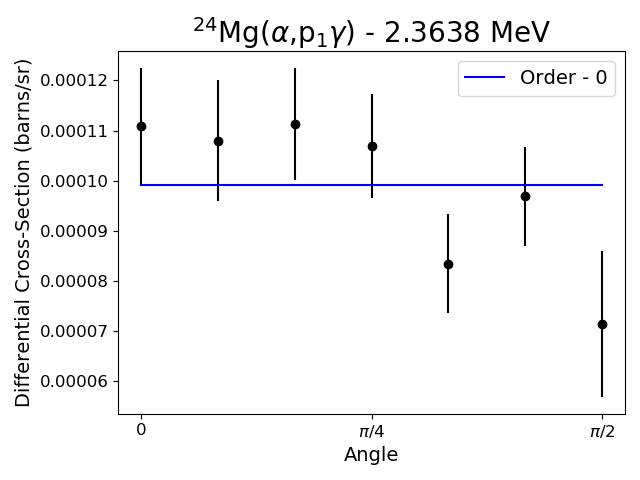 ²⁴Mg(α,p₁γ) - 2.3638 MeV
Order - 0
Differential Cross-Section (barns/sr)
0.00012
0.00011
0.00010
0.00009
0.00008
0.00007
0.00006
0 π/4 π/2
Angle